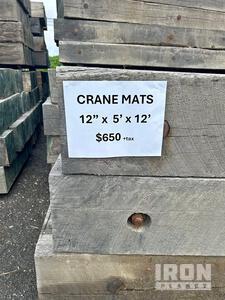 CRANE MATS
12” x 5’ x 12’
$650 +tax
IRON
PLANET